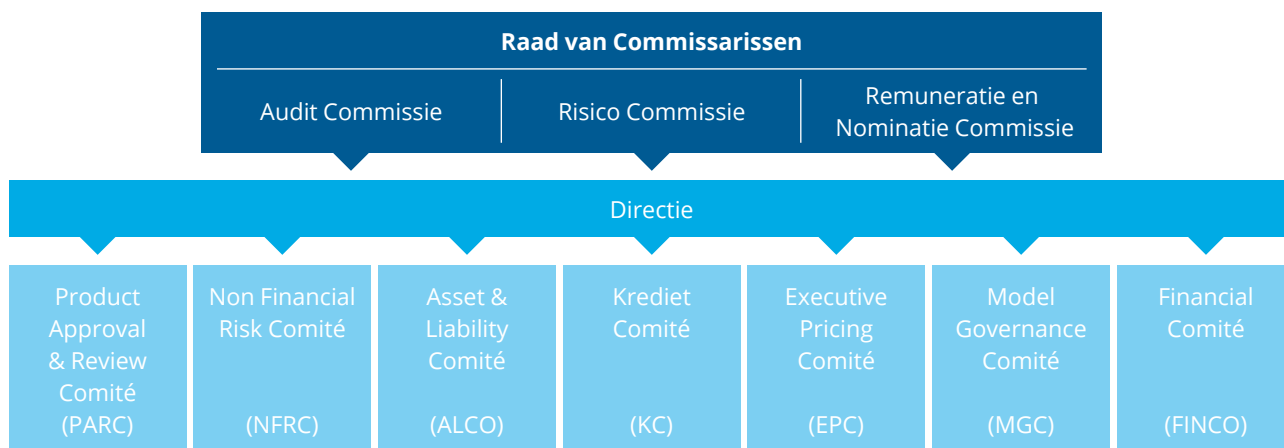 Raad van Commissarissen
Audit Commissie
Risico Commissie
Remuneratie en
Nominatie Commissie
Directie
Product
Approval
& Review
Comité
(PARC)
Non Financial
Risk Comité
(NFRC)
Asset &
Liability
Comité
(ALCO)
Krediet
Comité
(KC)
Executive
Pricing
Comité
(EPC)
Model
Governance
Comité
(MGC)
Financial
Comité
(FINCO)